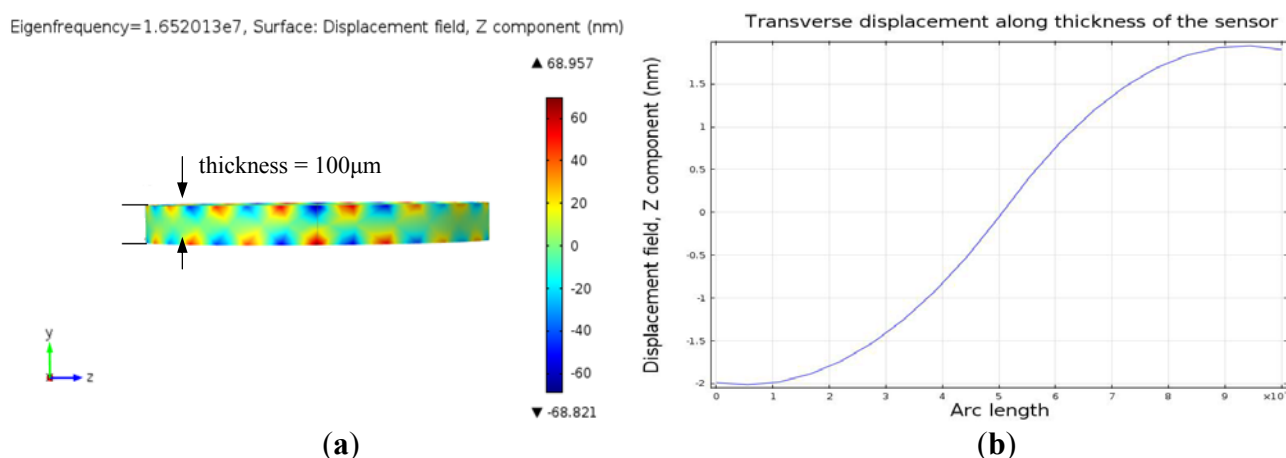 Eigenfrequency=1.652013e7, Surface: Displacement field, Z component (nm)
▲ 68.957
60
40
20
0
-20
-40
-60
▼ -68.821
thickness = 100μm
y
z
(a)
Transverse displacement along thickness of the sensor
Displacement field, Z component (nm)
1.5
1
0.5
0
-0.5
-1
-1.5
-2
0 1 2 3 4 5 6 7 8 9
Arc length
(b)